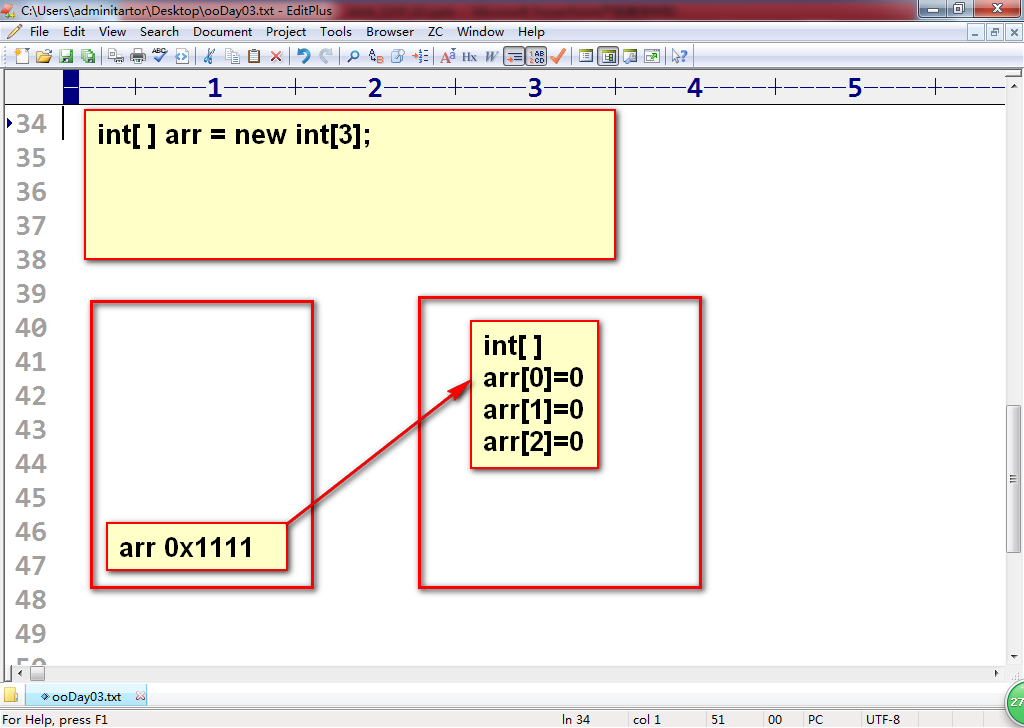 C:\Users\adminitartor\Desktop\ooDay03.txt - EditPlus
File Edit View Search Document Project Tools Browser ZC Window Help
1 2 3 4 5
34
int[ ] arr = new int[3];
35
36
37
38
39
40
int[ ]
41
arr[0]=0
42
arr[1]=0
43
arr[2]=0
44
45
46
arr 0x1111
47
48
49
50
ooDay03.txt
27
For Help, press F1 ln 34 col 1 51 00 PC UTF-8